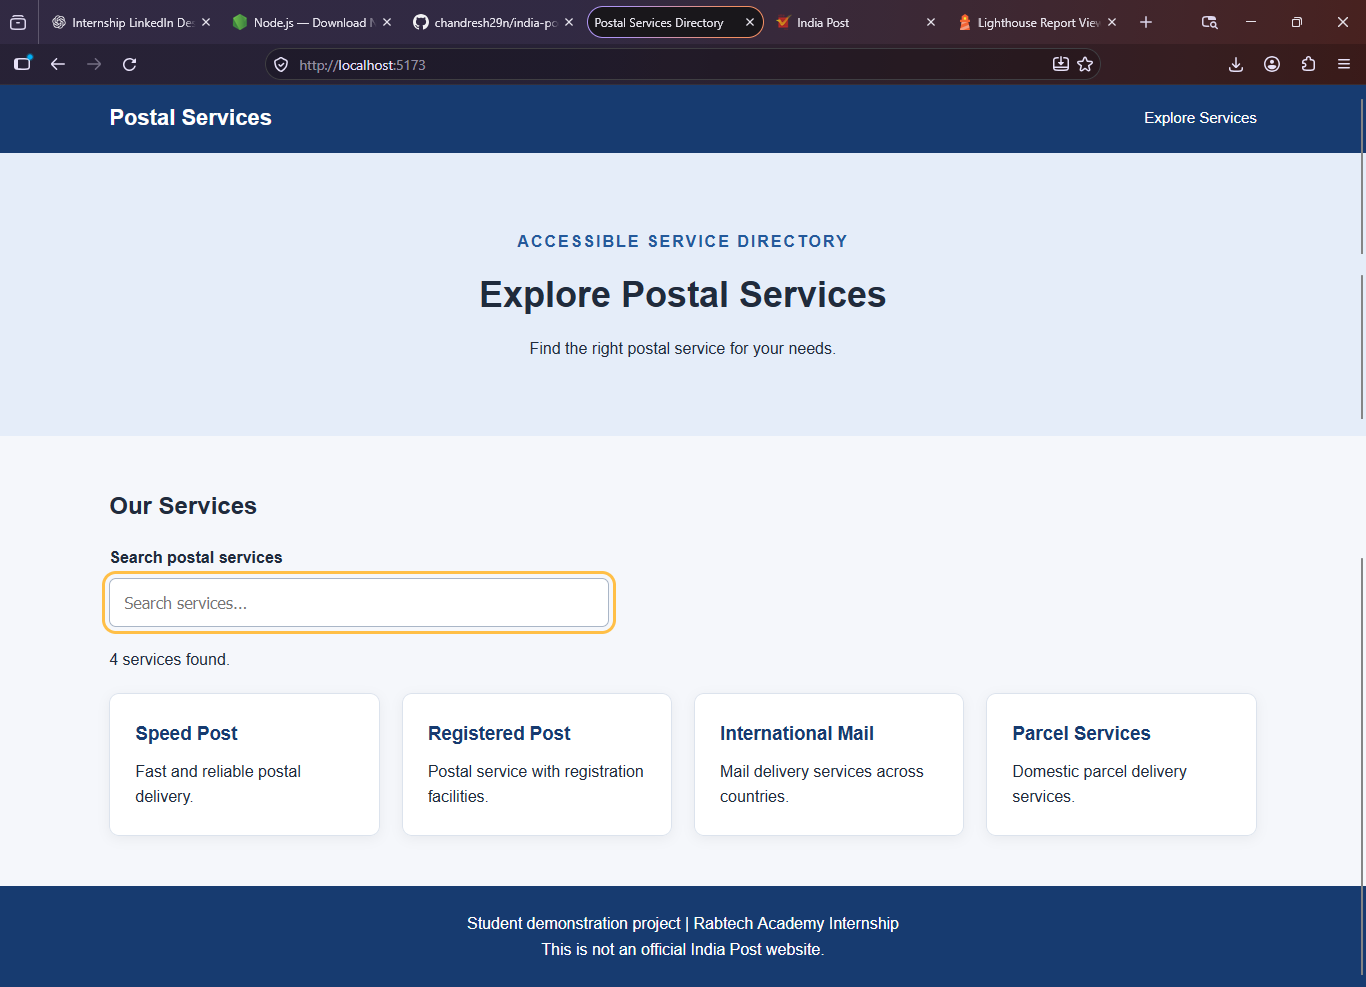 Internship LinkedIn De
Node.js — Download N
chandresh29n/india-po
Postal Services Directory
India Post
Lighthouse Report View
http://localhost:5173
Postal Services
Explore Services
ACCESSIBLE SERVICE DIRECTORY
Explore Postal Services
Find the right postal service for your needs.
Our Services
Search postal services
Search services...
4 services found.
Speed Post
Fast and reliable postal
delivery.
Registered Post
Postal service with registration
facilities.
International Mail
Mail delivery services across
countries.
Parcel Services
Domestic parcel delivery
services.
Student demonstration project | Rabtech Academy Internship
This is not an official India Post website.